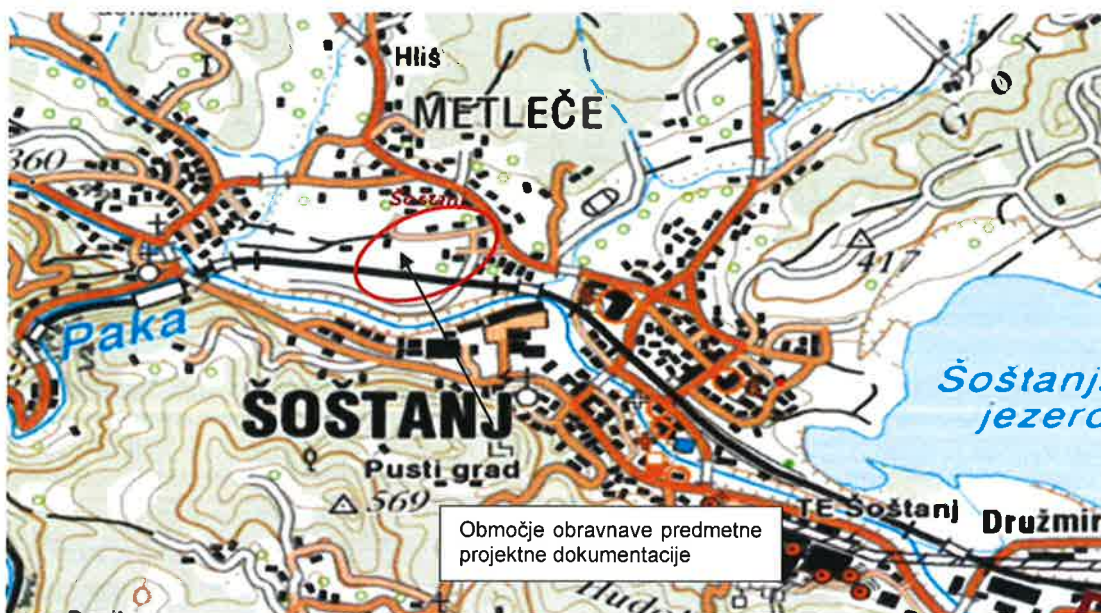 Hliš
METLEČE
360
Šoštanj
417
Paka
Šoštanj.
jezero
ŠOŠTANJ
Pusti grad
569
TE Šoštanj
Družmir
Območje obravnave predmetne
projektne dokumentacije